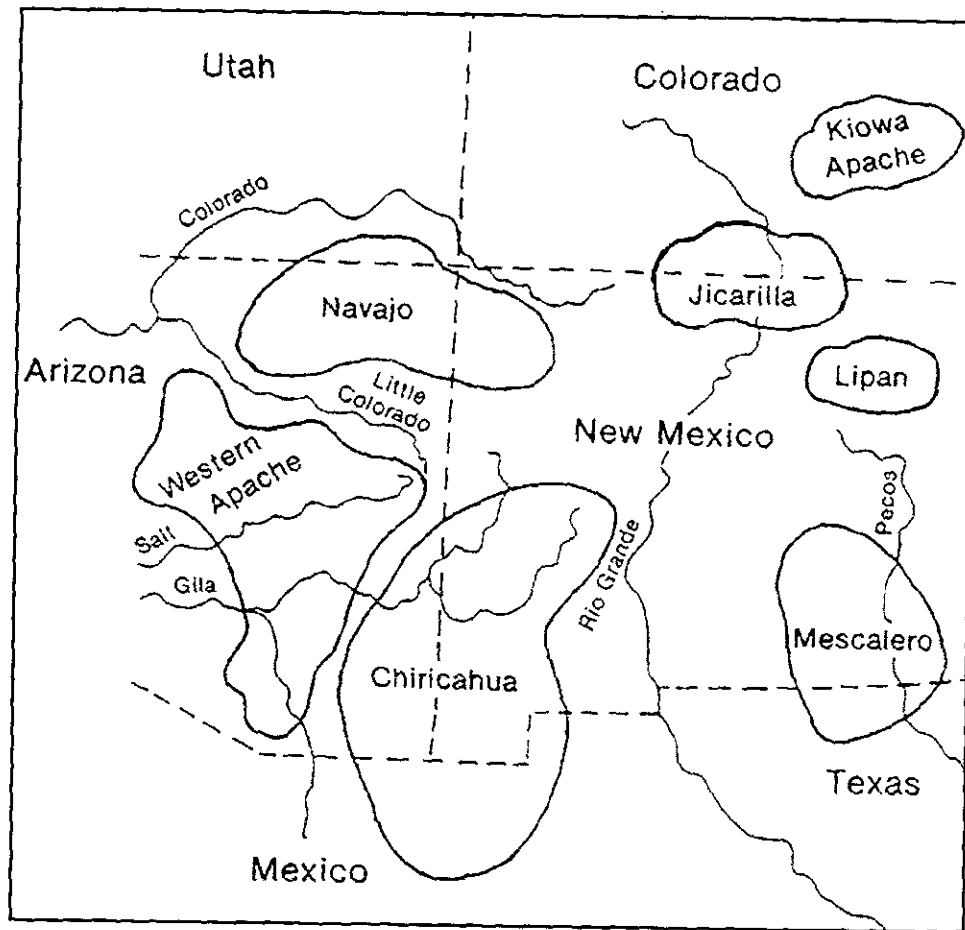 Utah
Colorado
Kiowa
Apache
Colorado
Navajo
Jicarilla
Arizona
Little
Colorado
Lipan
New Mexico
Western
Apache
Pecos
Salt
Gila
Rio Grande
Mescalero
Chiricahua
Texas
Mexico